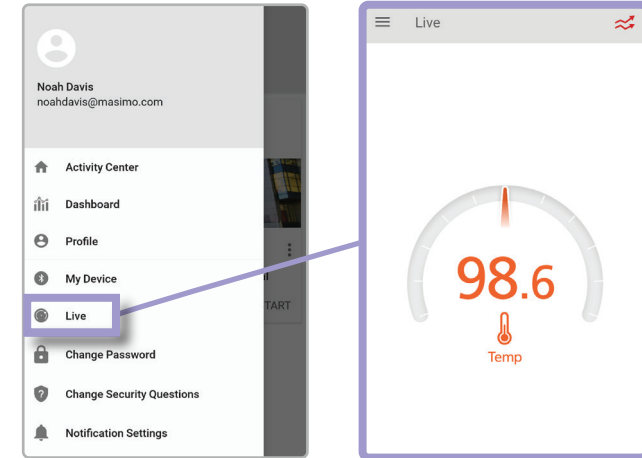 Noah Davis
noahdavis@masimo.com
Activity Center
Dashboard
Profile
My Device
Live
Change Password
Change Security Questions
Notification Settings
TART
Live
98.6
Temp